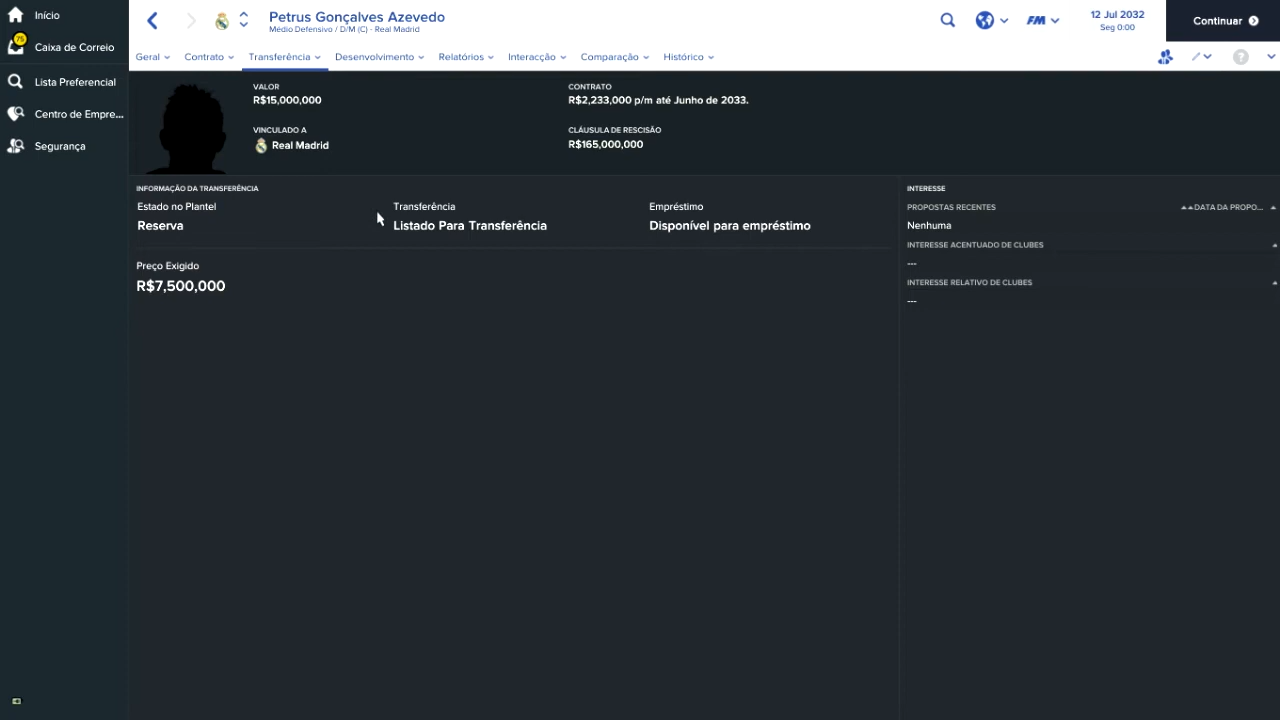 Início
75
Caixa de Correio
Lista Preferencial
Centro de Empre...
Segurança
Petrus Gonçalves Azevedo
Médio Defensivo / D/M (C) - Real Madrid
FM
12 Jul 2032
Seg 0:00
Continuar
Geral
Contrato
Transferência
Desenvolvimento
Relatórios
Interacção
Comparação
Histórico
?
VALOR
R$15,000,000
CONTRATO
R$2,233,000 p/m até Junho de 2033.
VINCULADO A
Real Madrid
CLÁUSULA DE RESCISÃO
R$165,000,000
INFORMAÇÃO DA TRANSFERÊNCIA
Estado no Plantel
Transferência
Empréstimo
Reserva
Listado Para Transferência
Disponível para empréstimo
Preço Exigido
R$7,500,000
INTERESSE
PROPOSTAS RECENTES
DATA DA PROPO...
Nenhuma
INTERESSE ACENTUADO DE CLUBES
---
INTERESSE RELATIVO DE CLUBES
---